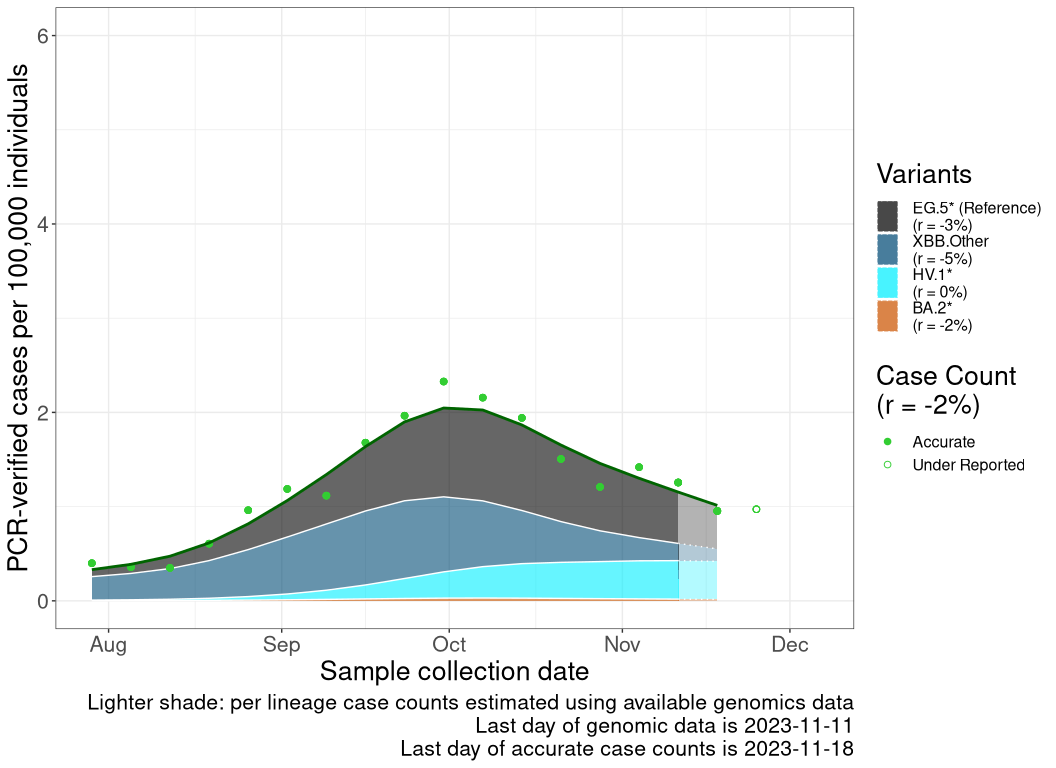 PCR-verified cases per 100,000 individuals
6
4
2
0
Aug Sep Oct Nov Dec
Sample collection date
Lighter shade: per lineage case counts estimated using available genomics data
Last day of genomic data is 2023-11-11
Last day of accurate case counts is 2023-11-18
Variants
EG.5* (Reference)
(r = -3%)
XBB.Other
(r = -5%)
HV.1*
(r = 0%)
BA.2*
(r = -2%)
Case Count
(r = -2%)
Accurate
Under Reported